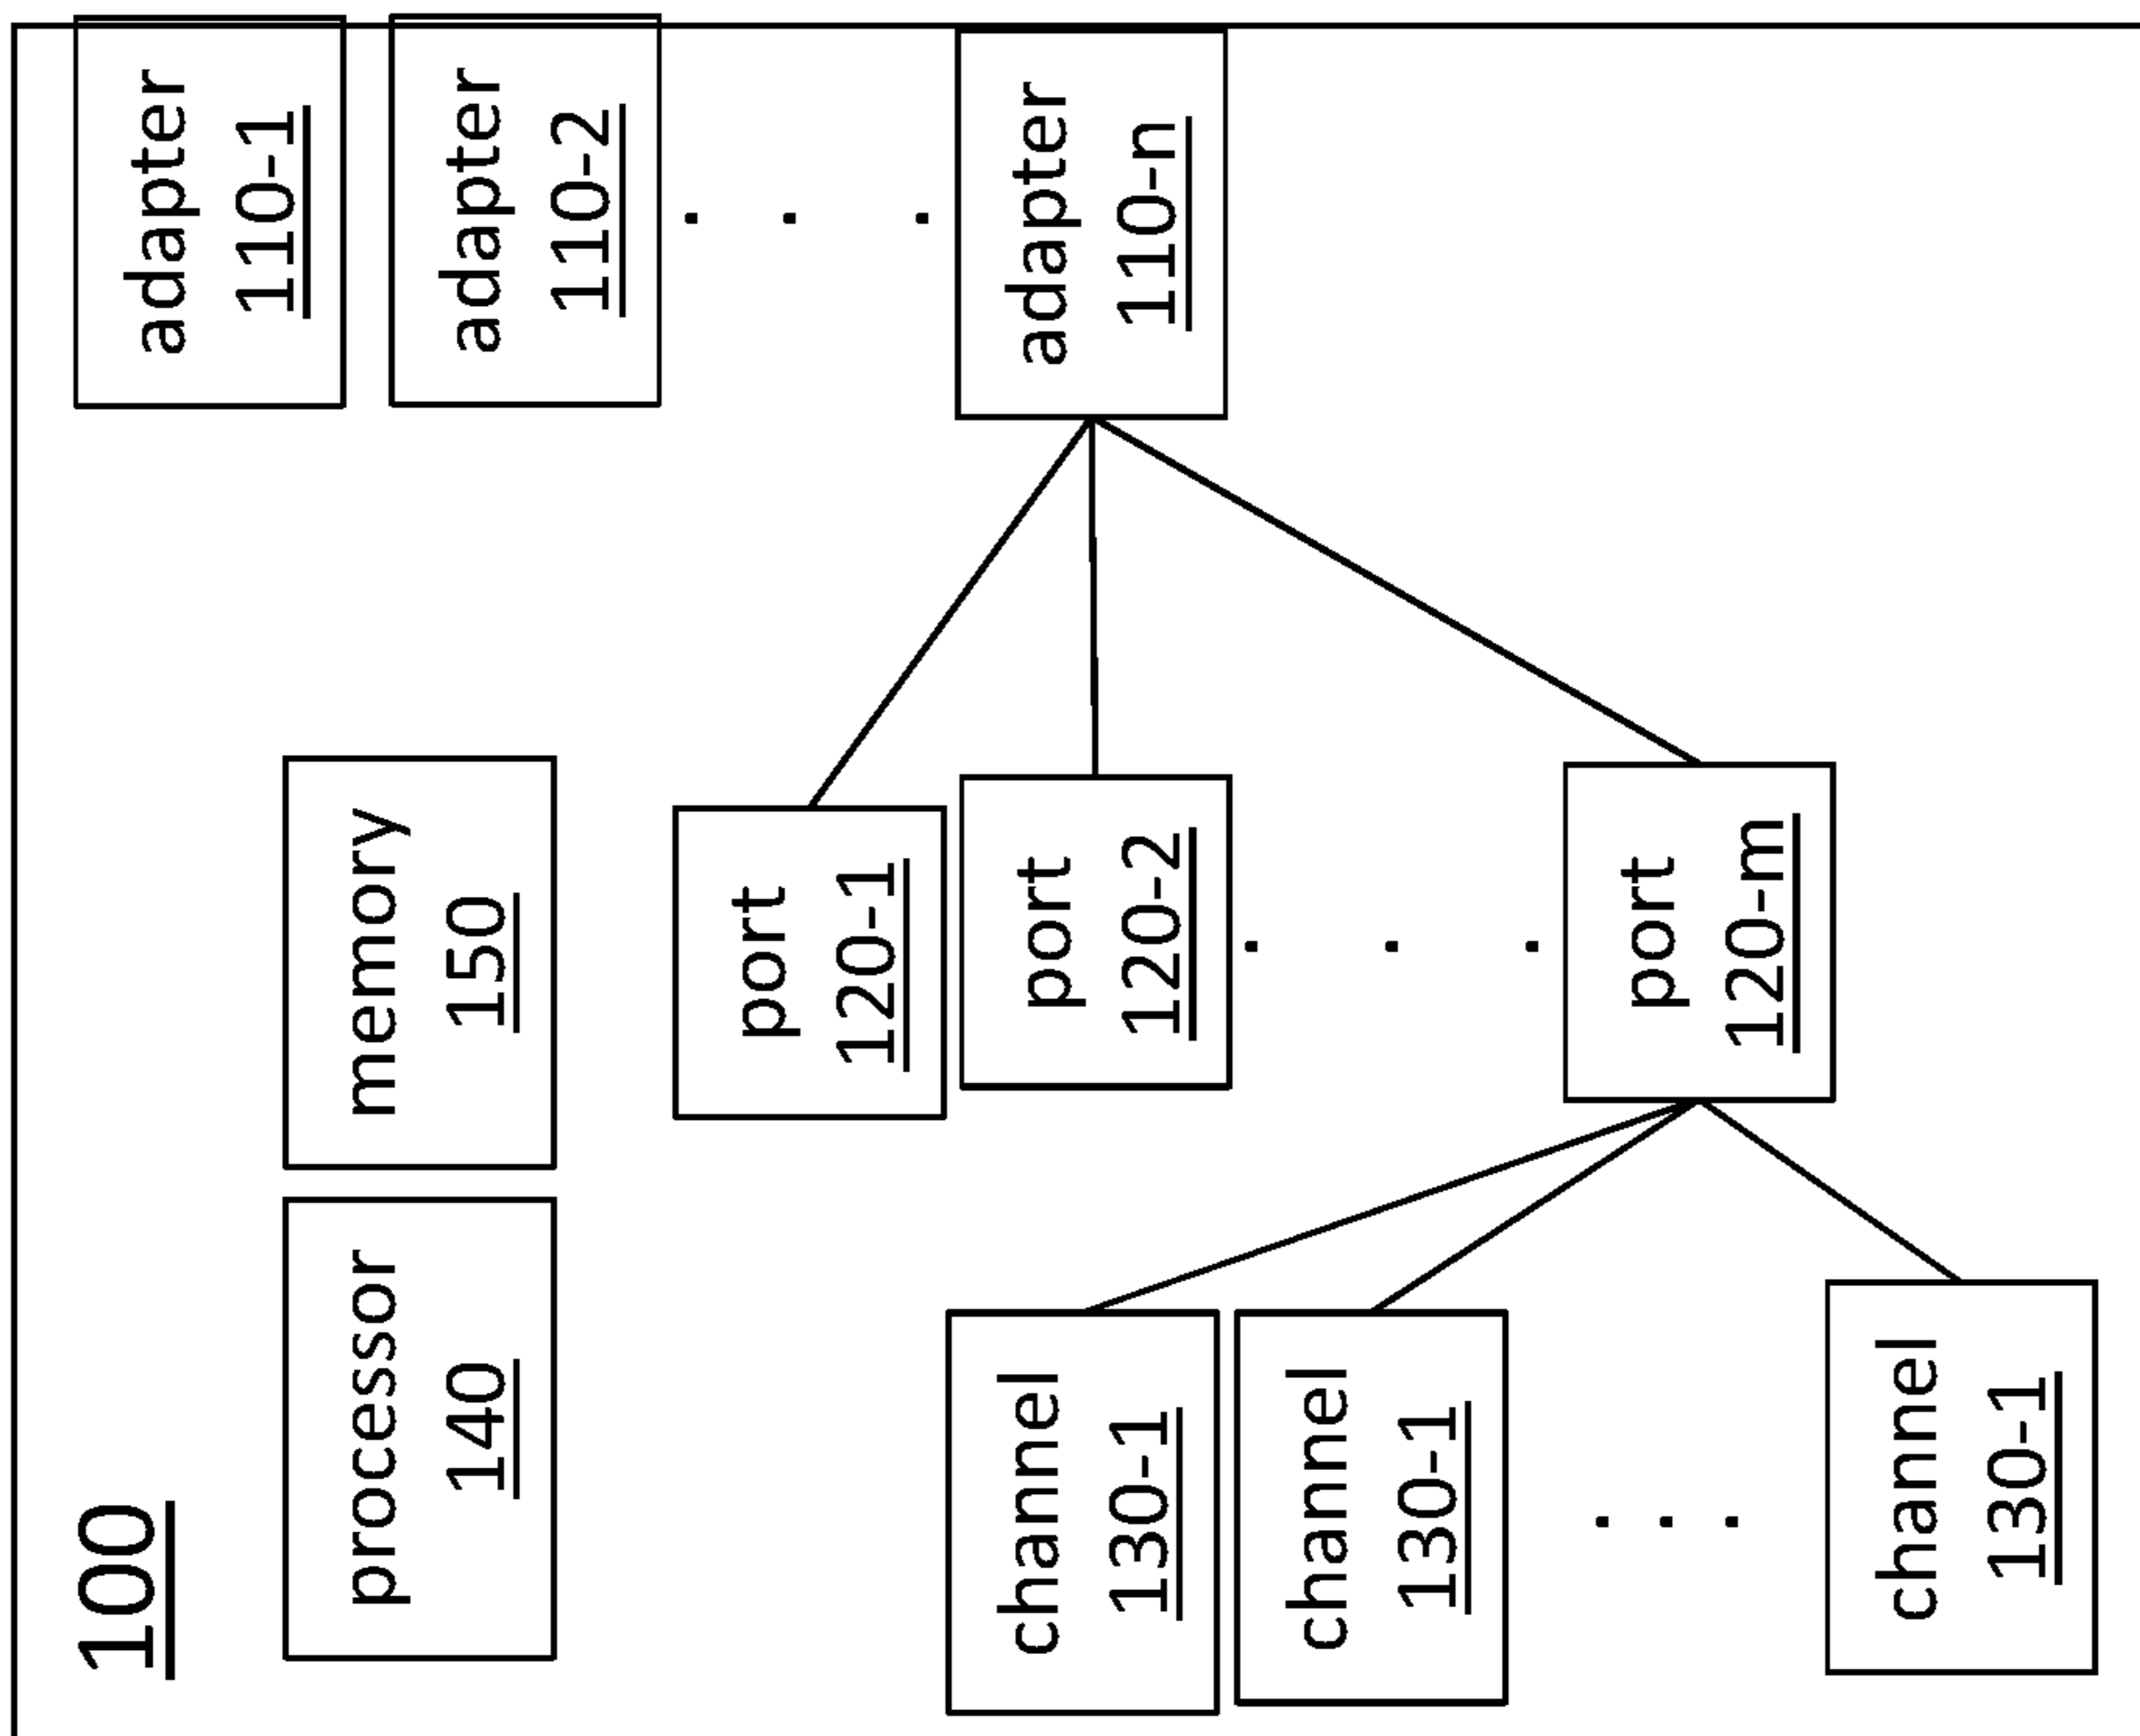 100
adapter
110-1
processor
140
memory
150
adapter
110-2
port
120-1
channel
130-1
port
120-2
adapter
110-n
channel
130-1
port
120-m
channel
130-1